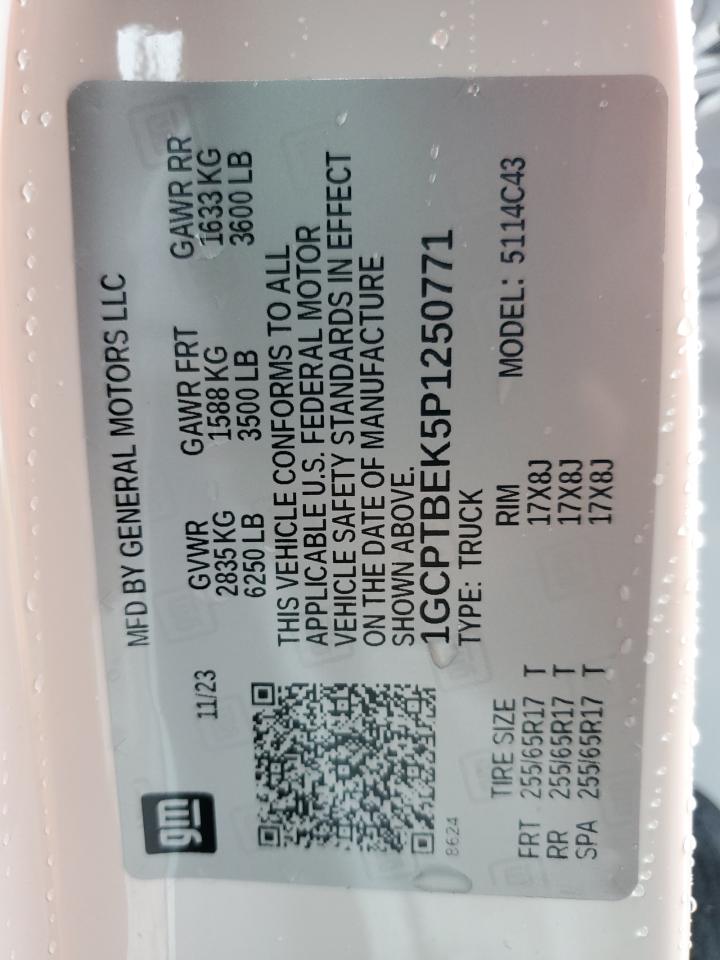 gm
MFD BY GENERAL MOTORS LLC
11/23
GVWR GAWR FRT GAWR RR
2835 KG 1588 KG 1633 KG
6250 LB 3500 LB 3600 LB
THIS VEHICLE CONFORMS TO ALL
APPLICABLE U.S. FEDERAL MOTOR
VEHICLE SAFETY STANDARDS IN EFFECT
ON THE DATE OF MANUFACTURE
SHOWN ABOVE.
1GCPTBEK5P1250771
TYPE: TRUCK
8624
TIRE SIZE RIM MODEL: 5114C43
FRT 255/65R17 T 17X8J
RR 255/65R17 T 17X8J
SPA 255/65R17 T 17X8J